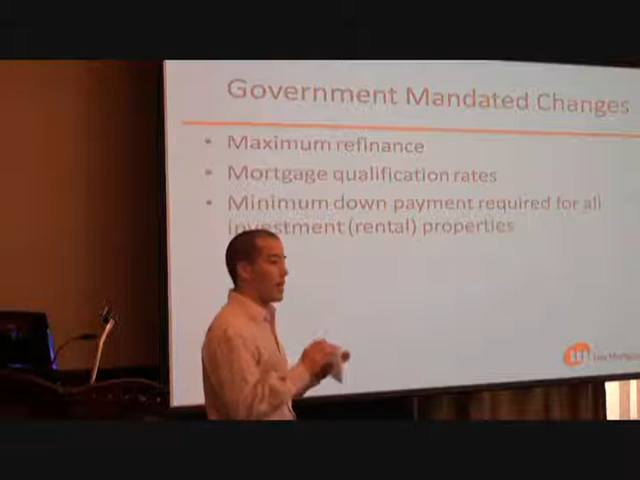 Government Mandated Changes
• Maximum refinance
• Mortgage qualification rates
• Minimum down payment required for all
investment (rental) properties